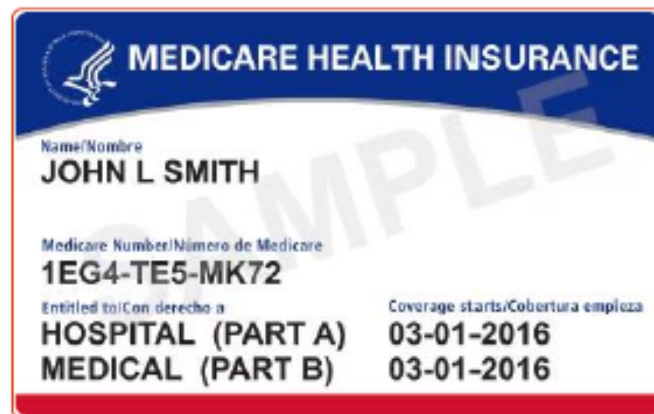 MEDICARE HEALTH INSURANCE
SAMPLE
Name/Nombre
JOHN L SMITH
Medicare Number/Número de Medicare
1EG4-TE5-MK72
Entitled to/Con derecho a
Coverage starts/Cobertura empieza
HOSPITAL (PART A) 03-01-2016
MEDICAL (PART B) 03-01-2016